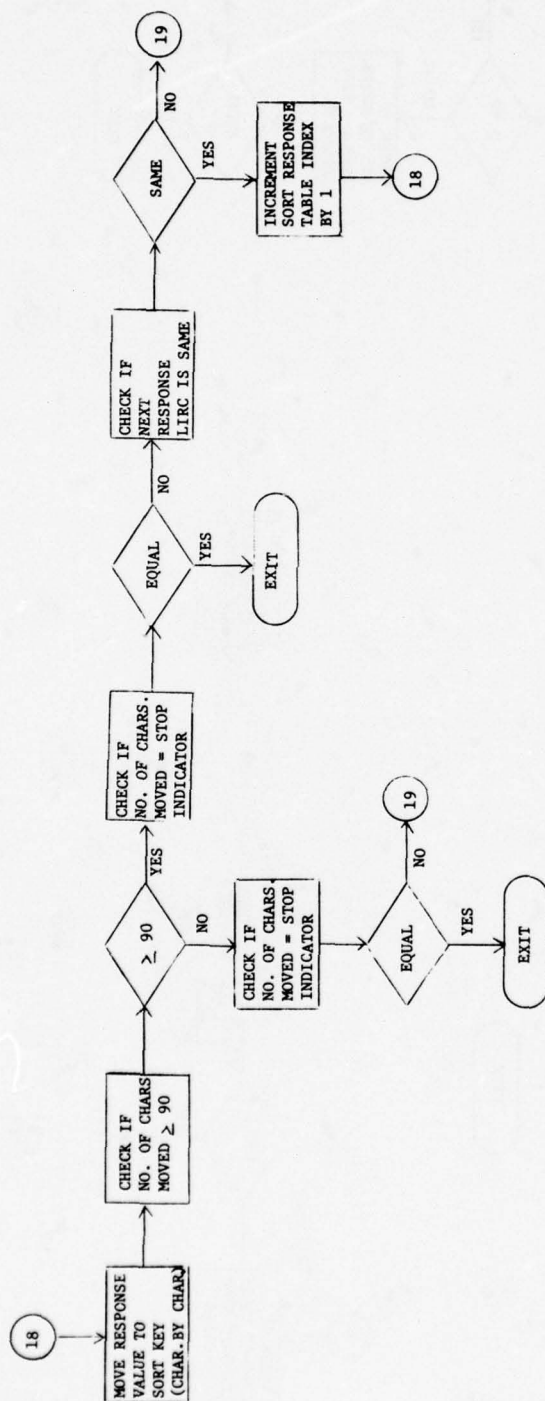 18
MOVE RESPONSE
VALUE TO
SORT KEY
(CHAR. BY CHAR)
CHECK IF
NO. OF CHARS
MOVED ≥ 90
≥ 90
YES
NO
CHECK IF
NO. OF CHARS.
MOVED = STOP
INDICATOR
EQUAL
NO
19
YES
EXIT
CHECK IF
NO. OF CHARS.
MOVED = STOP
INDICATOR
EQUAL
NO
YES
EXIT
CHECK IF
NEXT
RESPONSE
LIRC IS SAME
SAME
NO
19
YES
INCREMENT
SORT RESPONSE
TABLE INDEX
BY 1
18